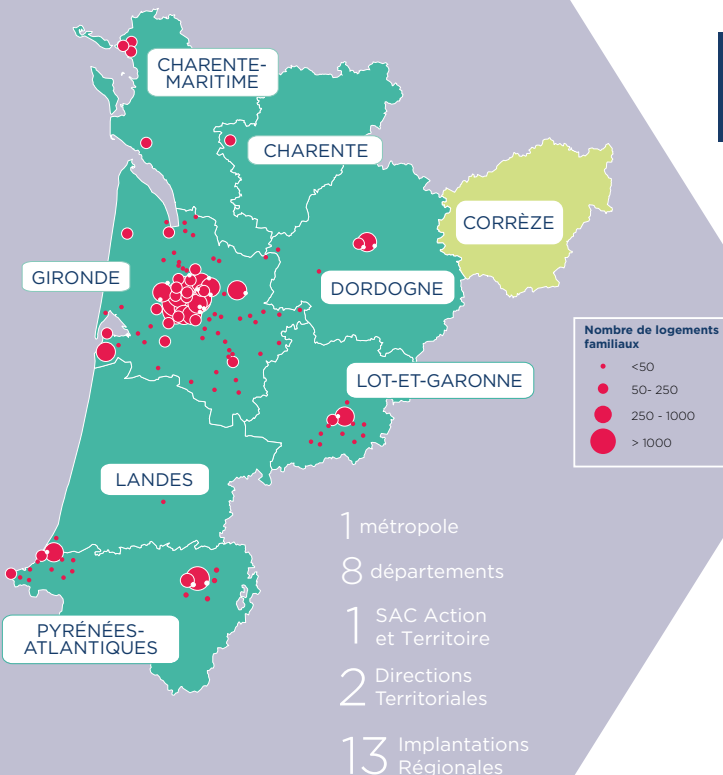 CHARENTE-
MARITIME
CHARENTE
CORRÈZE
GIRONDE
DORDOGNE
Nombre de logements
familiaux
<50
50- 250
250 - 1000
> 1000
LOT-ET-GARONNE
LANDES
PYRÉNÉES-
ATLANTIQUES
1 métropole
8 départements
1 SAC Action
et Territoire
2 Directions
Territoriales
13 Implantations
Régionales